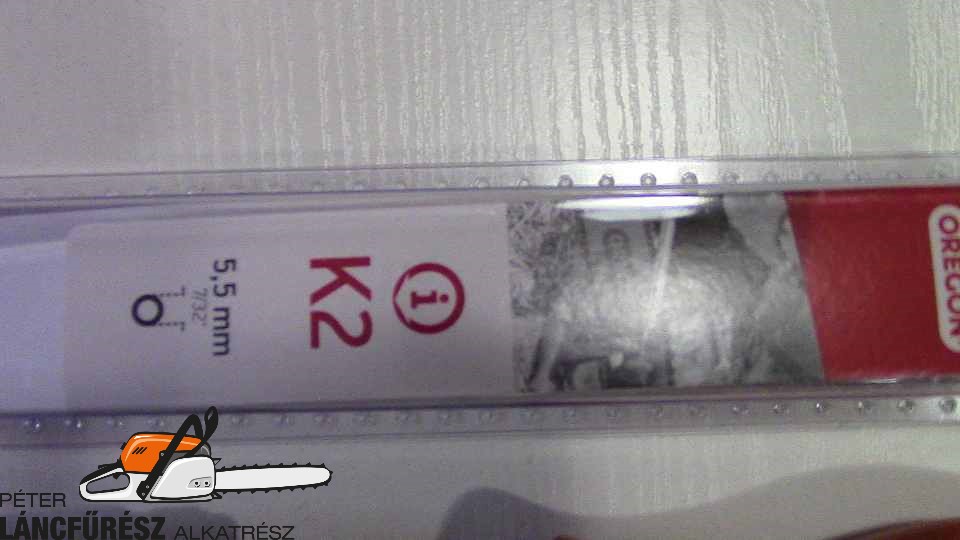 OREGON
i
K2
5,5 mm
7/32"
PÉTER
LÁNCFŰRÉSZ ALKATRÉSZ